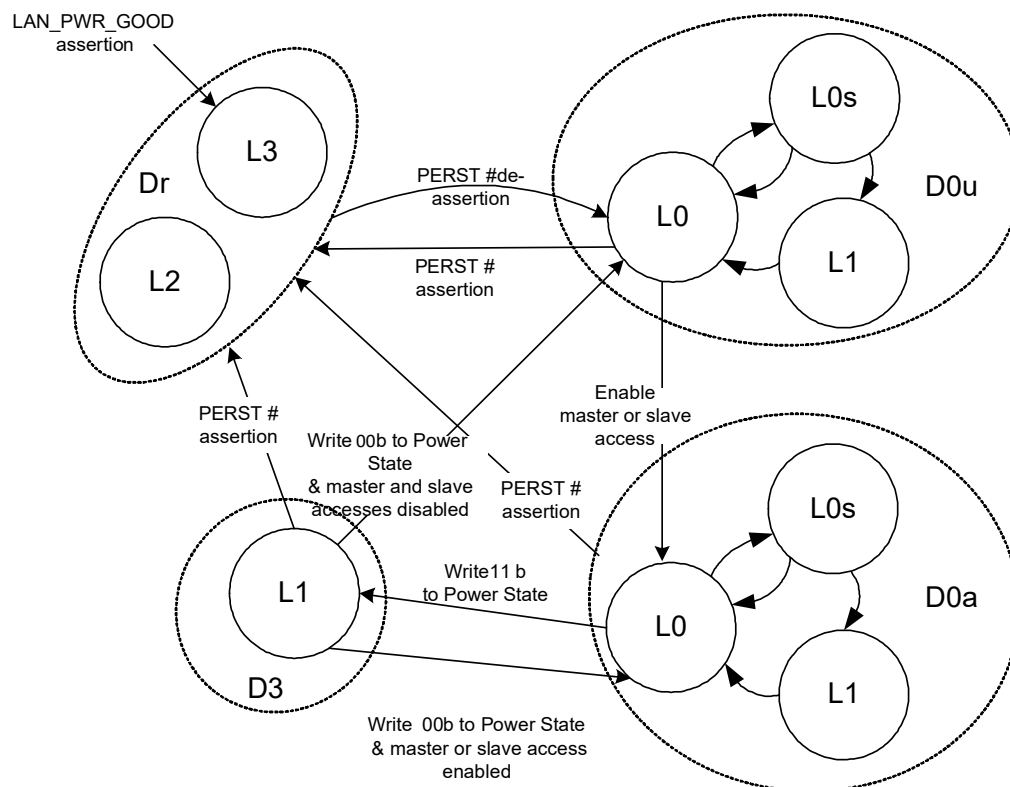 LAN_PWR_GOOD
assertion
L0s
L3
Dr
PERST #de-
assertion
D0u
L0
L2
PERST #
assertion
L1
Enable
master or slave
access
PERST #
assertion
Write 00b to Power
State
& master and slave
accesses disabled
PERST #
assertion
L0s
Write11 b
to Power State
L1
D0a
L0
D3
L1
Write 00b to Power State
& master or slave access
enabled